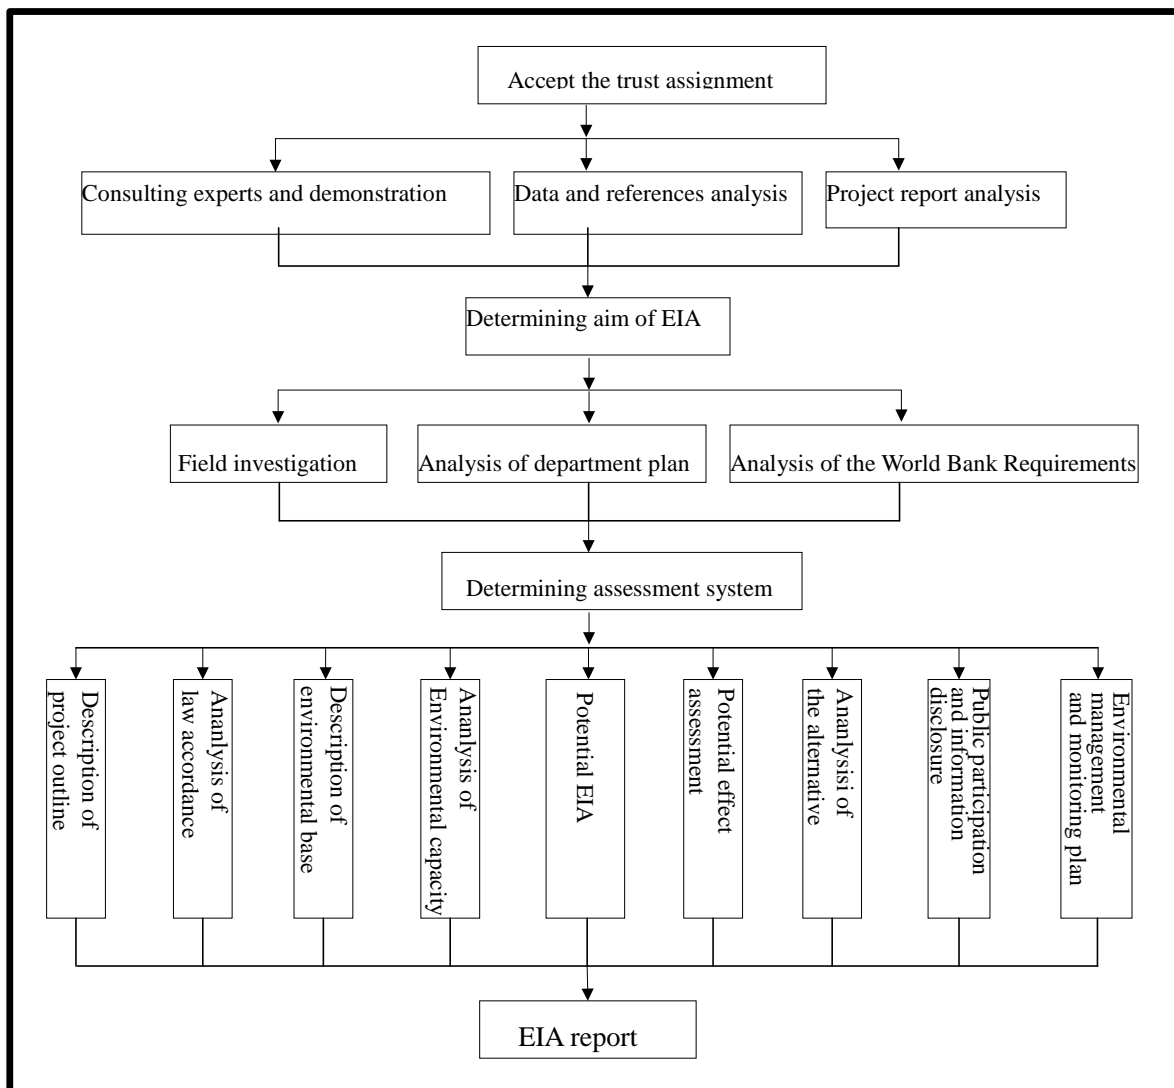 Accept the trust assignment
Consulting experts and demonstration
Data and references analysis
Project report analysis
Determining aim of EIA
Field investigation
Analysis of department plan
Analysis of the World Bank Requirements
Determining assessment system
Description of
project outline
Ananlysis of
law accordance
Description of
environmental base
Ananlysis of
Environmental capacity
Potential EIA
Potential effect
assessment
Ananlysisi of
the alternative
Public participation
and information
disclosure
Environmental
management
and monitoring plan
EIA report